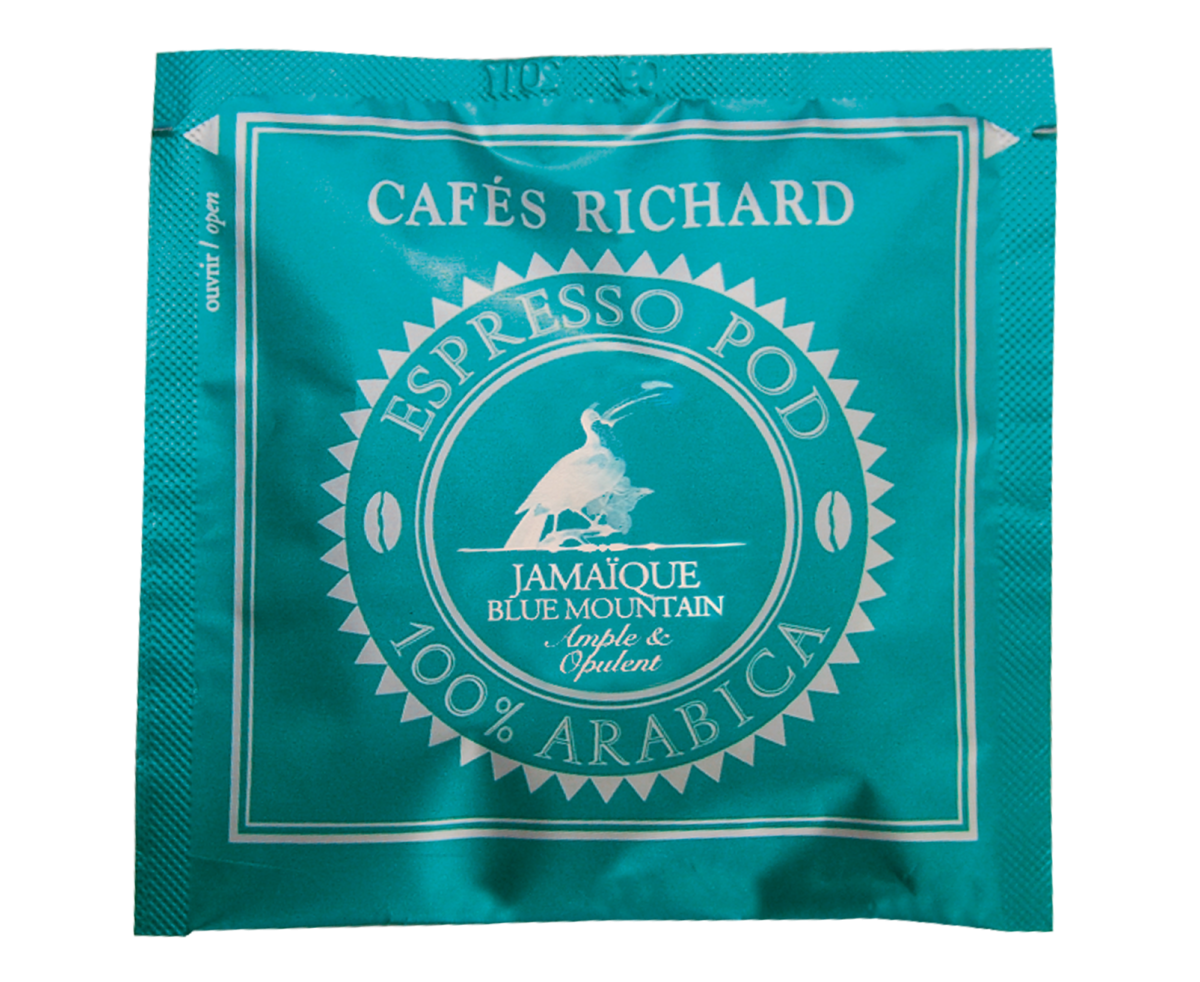 CAFÉS RICHARD
ouvrir / open
ESPRESSO POD
JAMAÏQUE
BLUE MOUNTAIN
Ample &
Opulent
100% ARABICA